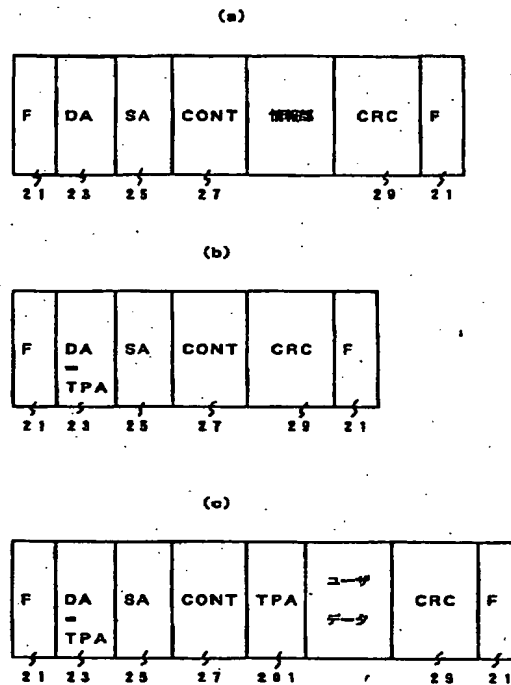 (a)
F DA SA CONT 情報部 CRC F
21 23 25 27 29 21
(b)
F DA SA CONT CRC F
=
TPA
21 23 25 27 29 21
(c)
F DA SA CONT TPA ユーザ CRC F
=
TPA データ
21 23 25 27 201 29 21